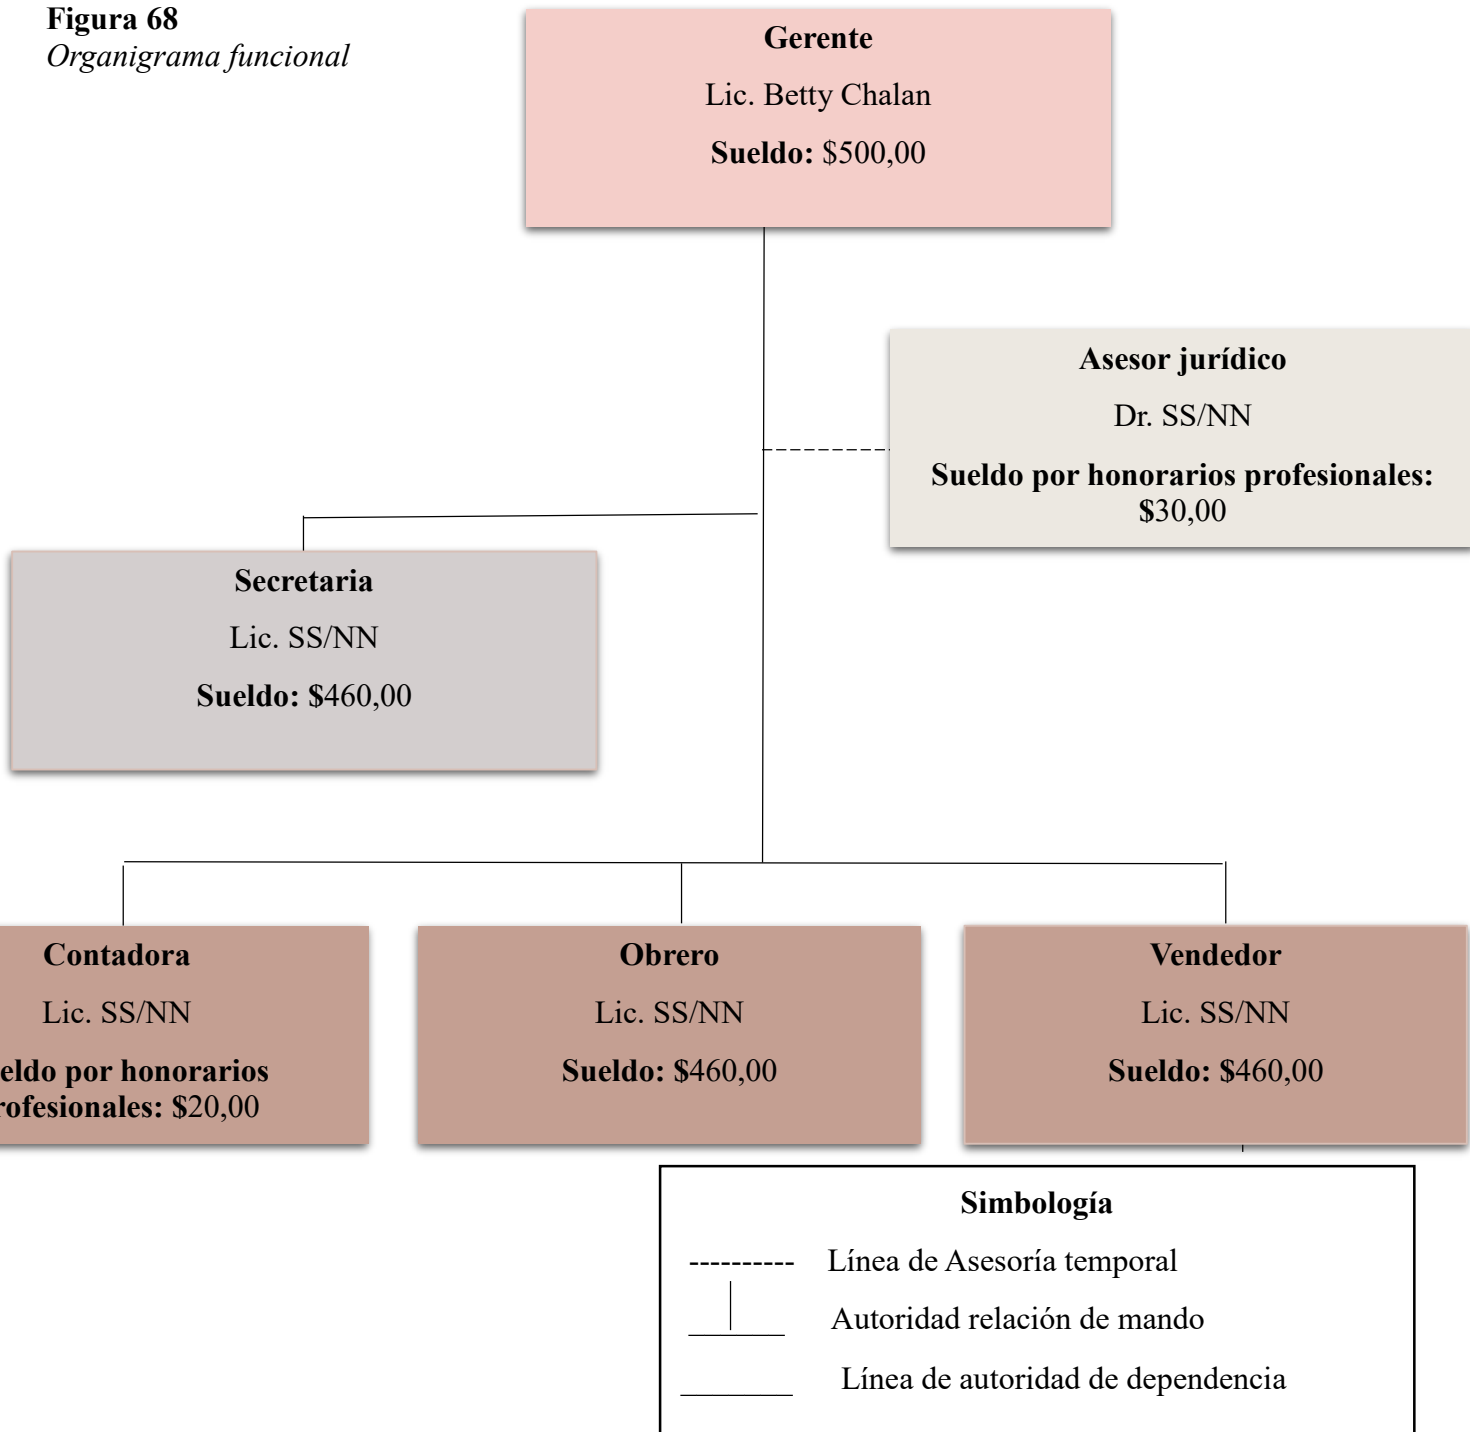 Figura 68
Organigrama funcional
Gerente
Lic. Betty Chalan
Sueldo: $500,00
Asesor jurídico
Dr. SS/NN
Sueldo por honorarios profesionales:
$30,00
Secretaria
Lic. SS/NN
Sueldo: $460,00
Contadora
Lic. SS/NN
eldo por honorarios
rofesionales: $20,00
Obrero
Lic. SS/NN
Sueldo: $460,00
Vendedor
Lic. SS/NN
Sueldo: $460,00
Simbología
---------- Línea de Asesoría temporal
Autoridad relación de mando
Línea de autoridad de dependencia